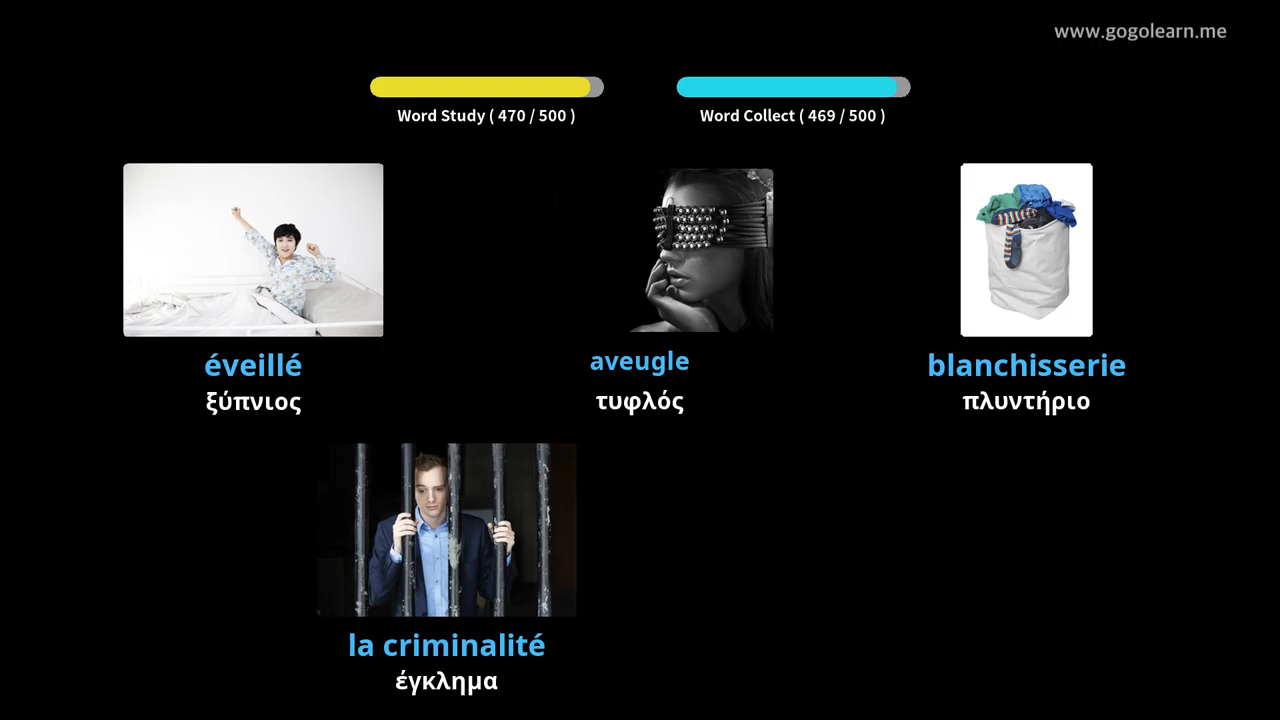 www.gogolearn.me
Word Study ( 470 / 500 )
Word Collect ( 469 / 500 )
éveillé
ξύπνιος
aveugle
τυφλός
blanchisserie
πλυντήριο
la criminalité
έγκλημα